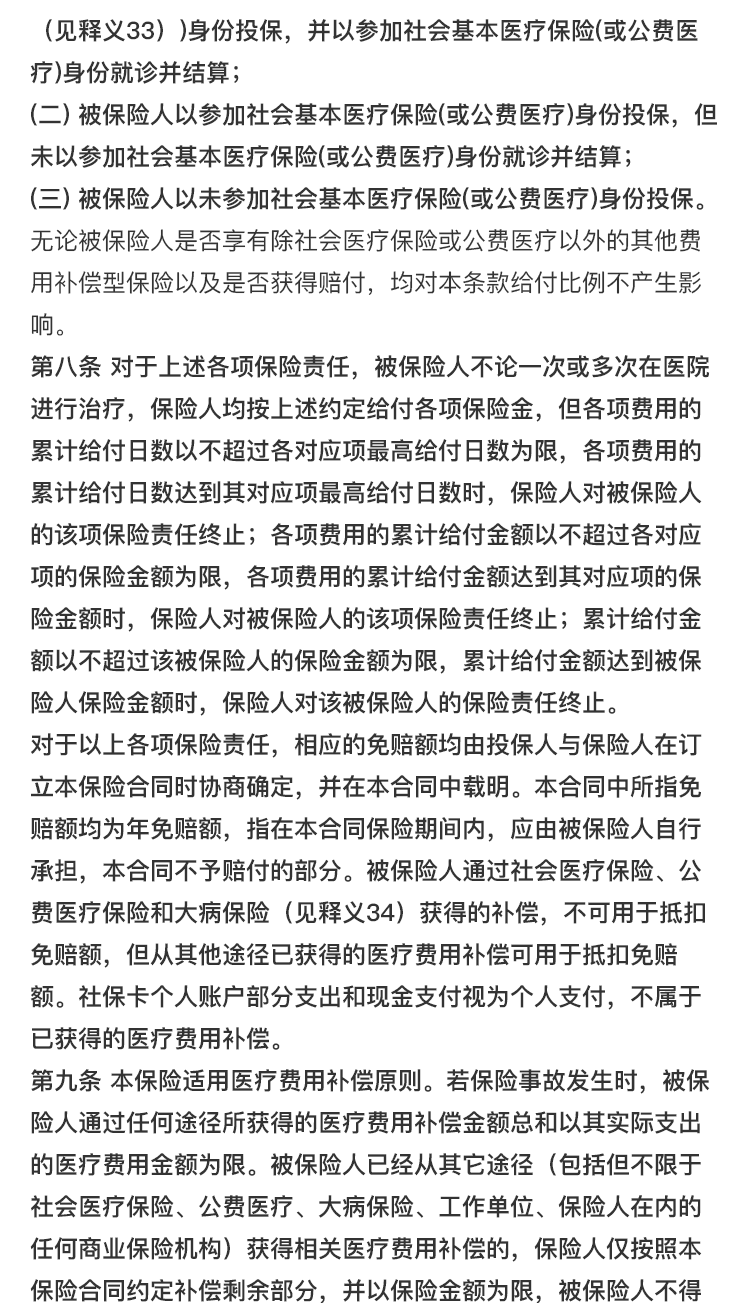 （见释义33））身份投保，并以参加社会基本医疗保险(或公费医
疗)身份就诊并结算；
(二) 被保险人以参加社会基本医疗保险(或公费医疗)身份投保，但
未以参加社会基本医疗保险(或公费医疗)身份就诊并结算；
(三) 被保险人以未参加社会基本医疗保险(或公费医疗)身份投保。
无论被保险人是否享有除社会医疗保险或公费医疗以外的其他费
用补偿型保险以及是否获得赔付，均对本条款给付比例不产生影
响。
第八条 对于上述各项保险责任，被保险人不论一次或多次在医院
进行治疗，保险人均按上述约定给付各项保险金，但各项费用的
累计给付日数以不超过各对应项最高给付日数为限，各项费用的
累计给付日数达到其对应项最高给付日数时，保险人对被保险人
的该项保险责任终止；各项费用的累计给付金额以不超过各对应
项的保险金额为限，各项费用的累计给付金额达到其对应项的保
险金额时，保险人对被保险人的该项保险责任终止；累计给付金
额以不超过该被保险人的保险金额为限，累计给付金额达到被保
险人保险金额时，保险人对该被保险人的保险责任终止。
对于以上各项保险责任，相应的免赔额均由投保人与保险人在订
立本保险合同时协商确定，并在本合同中载明。本合同中所指免
赔额均为年免赔额，指在本合同保险期间内，应由被保险人自行
承担，本合同不予赔付的部分。被保险人通过社会医疗保险、公
费医疗保险和大病保险（见释义34）获得的补偿，不可用于抵扣
免赔额，但从其他途径已获得的医疗费用补偿可用于抵扣免赔
额。社保卡个人账户部分支出和现金支付视为个人支付，不属于
已获得的医疗费用补偿。
第九条 本保险适用医疗费用补偿原则。若保险事故发生时，被保
险人通过任何途径所获得的医疗费用补偿金额总和以其实际支出
的医疗费用金额为限。被保险人已经从其它途径（包括但不限于
社会医疗保险、公费医疗、大病保险、工作单位、保险人在内的
任何商业保险机构）获得相关医疗费用补偿的，保险人仅按照本
保险合同约定补偿剩余部分，并以保险金额为限，被保险人不得